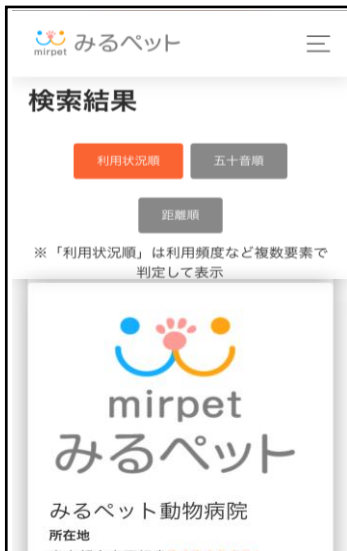 mirpet みるペット
検索結果
利用状況順 五十音順
距離順
※「利用状況順」は利用頻度など複数要素で
判定して表示
mirpet
みるペット
みるペット動物病院
所在地